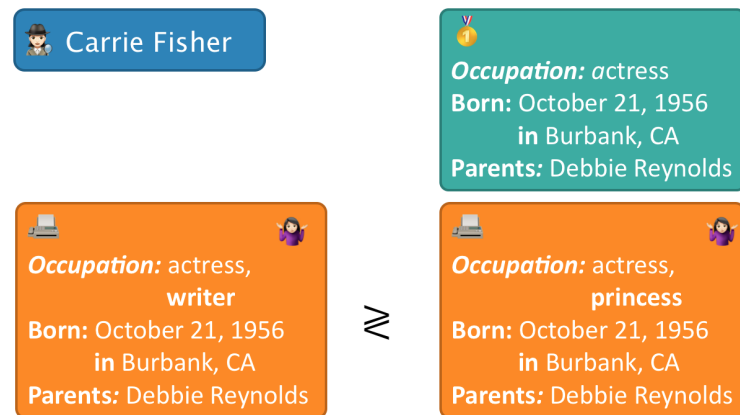 Carrie Fisher
1
Occupation: actress
Born: October 21, 1956
in Burbank, CA
Parents: Debbie Reynolds
Occupation: actress,
writer
Born: October 21, 1956
in Burbank, CA
Parents: Debbie Reynolds
≷
Occupation: actress,
princess
Born: October 21, 1956
in Burbank, CA
Parents: Debbie Reynolds